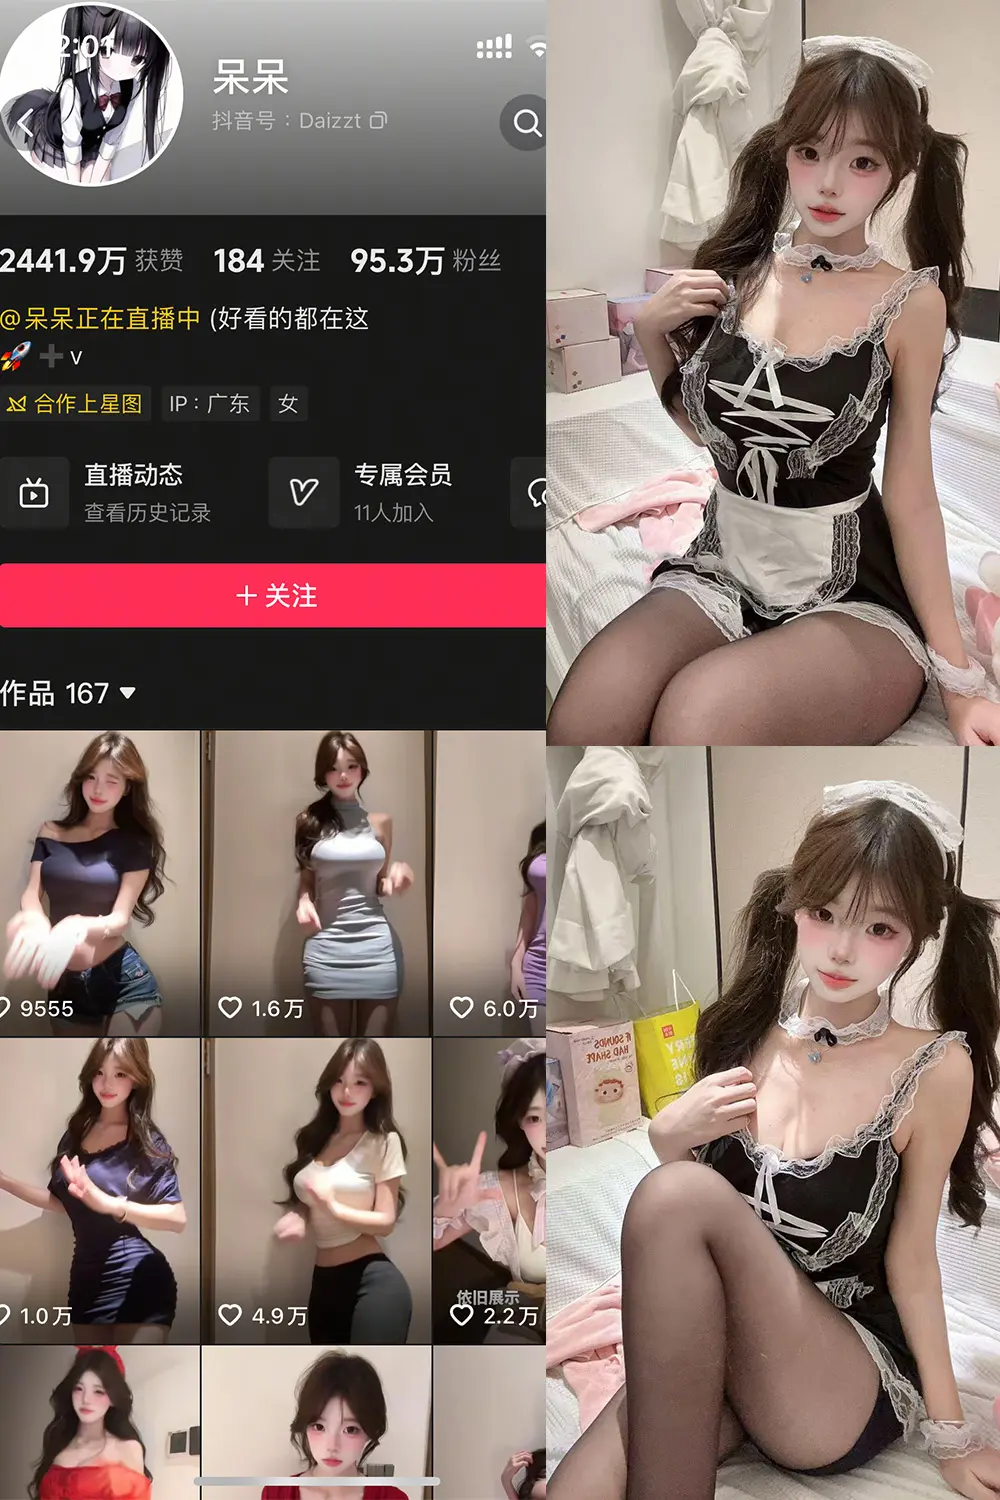 2:01
呆呆
抖音号：Daizzt
2441.9万 获赞 184 关注 95.3万 粉丝
@呆呆正在直播中 (好看的都在这
🚀➕v
合作上星图 IP：广东 女
直播动态
查看历史记录
专属会员
11人加入
＋关注
作品 167
9555
1.6万
6.0万
1.0万
4.9万
依旧展示
2.2万
IF SOUNDS
HAD SHAPE